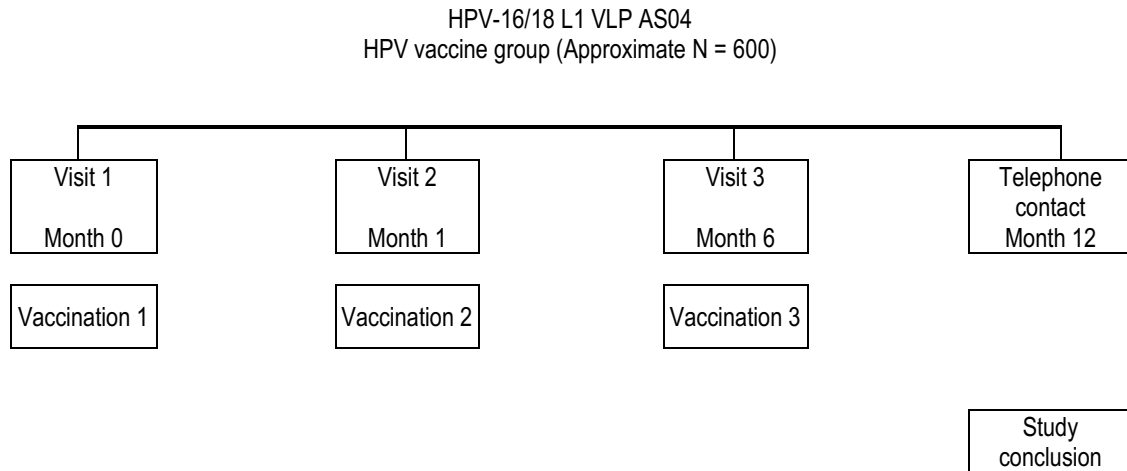 HPV-16/18 L1 VLP AS04
HPV vaccine group (Approximate N = 600)
Visit 1
Month 0
Visit 2
Month 1
Visit 3
Month 6
Telephone
contact
Month 12
Vaccination 1
Vaccination 2
Vaccination 3
Study
conclusion